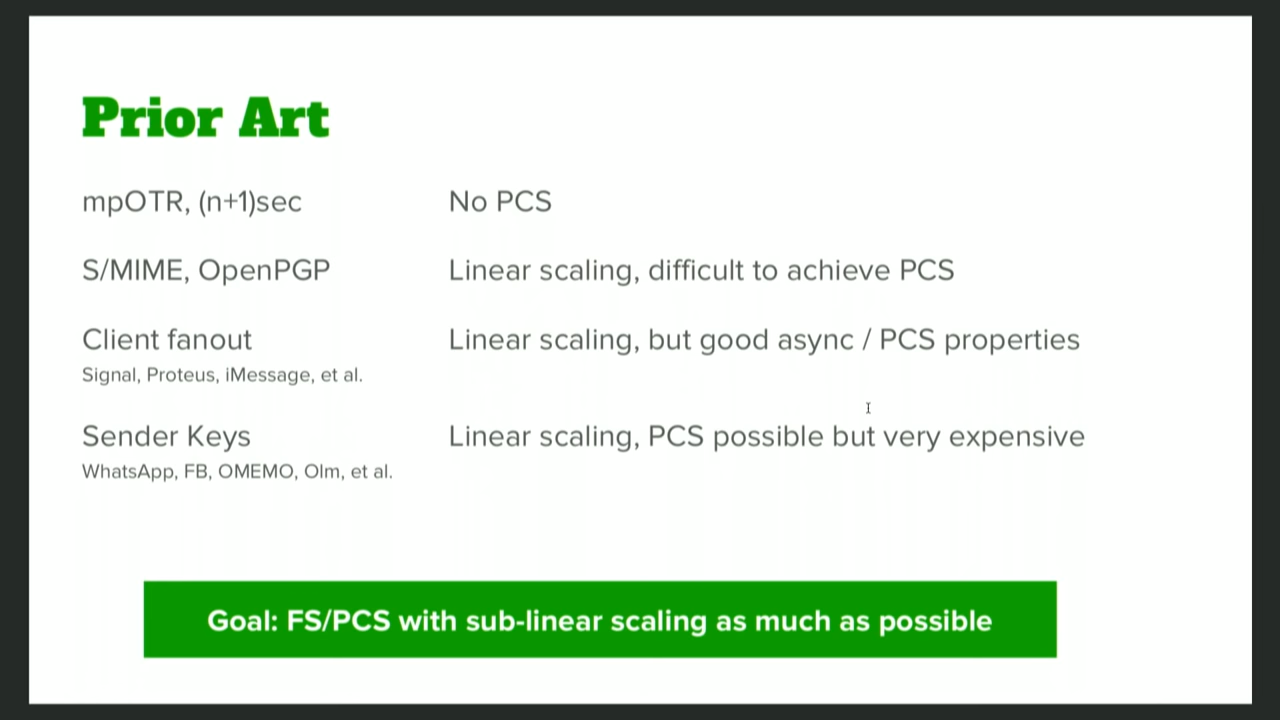 Prior Art
mpOTR, (n+1)sec
No PCS
S/MIME, OpenPGP
Linear scaling, difficult to achieve PCS
Client fanout
Linear scaling, but good async / PCS properties
Signal, Proteus, iMessage, et al.
Sender Keys
Linear scaling, PCS possible but very expensive
WhatsApp, FB, OMEMO, Olm, et al.
Goal: FS/PCS with sub-linear scaling as much as possible